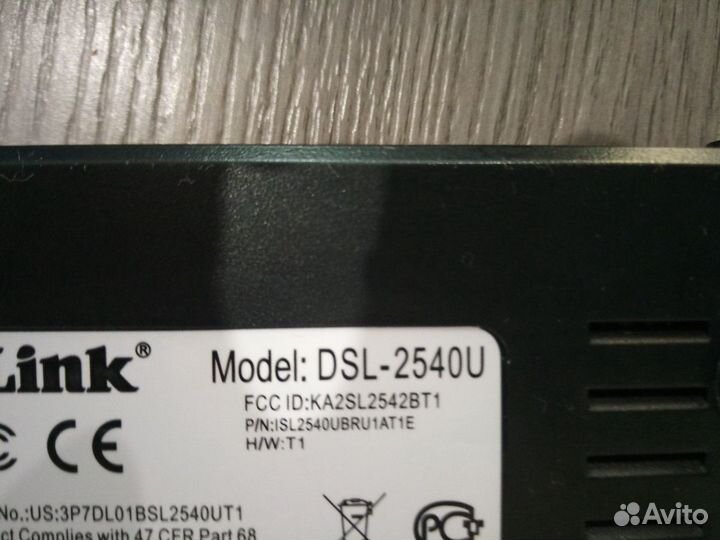 Link®
Model: DSL-2540U
FCC ID:KA2SL2542BT1
P/N:ISL2540UBRU1AT1E
H/W:T1
CE
No.:US:3P7DL01BSL2540UT1
Complies with 47 CFR Part 68
Avito